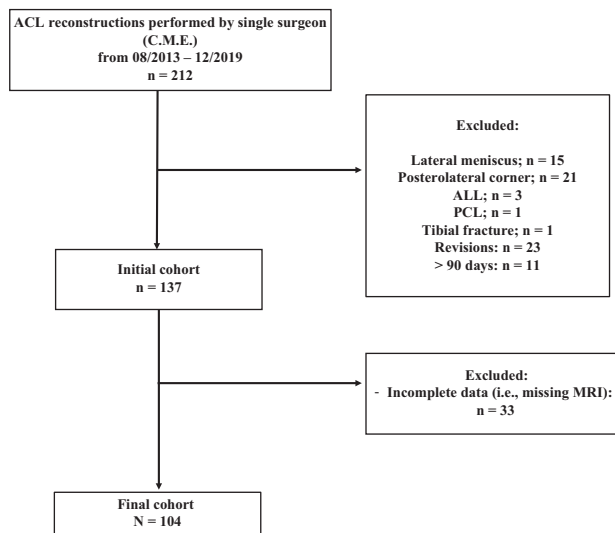 ACL reconstructions performed by single surgeon
(C.M.E.)
from 08/2013 – 12/2019
n = 212
Excluded:
Lateral meniscus; n = 15
Posterolateral corner; n = 21
ALL; n = 3
PCL; n = 1
Tibial fracture; n = 1
Revisions: n = 23
> 90 days: n = 11
Initial cohort
n = 137
Excluded:
- Incomplete data (i.e., missing MRI):
n = 33
Final cohort
N = 104